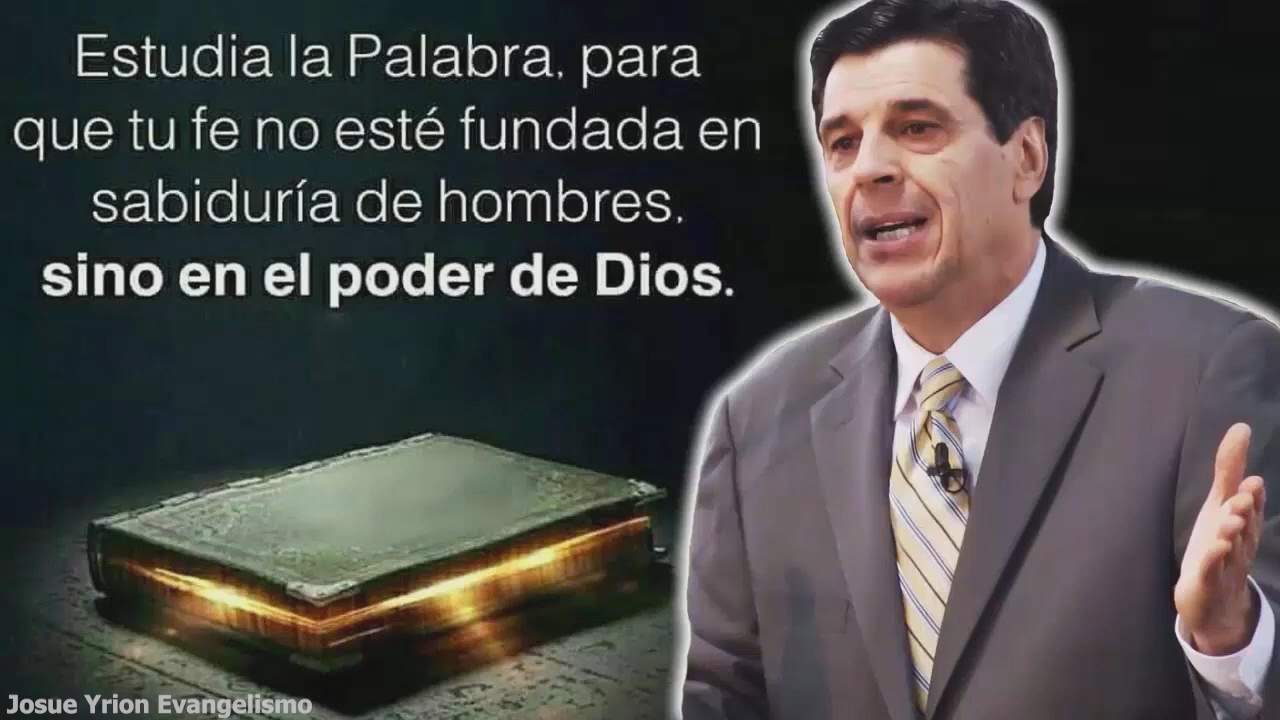 Estudia la Palabra, para
que tu fe no esté fundada en
sabiduría de hombres,
sino en el poder de Dios.
Josue Yrion Evangelismo